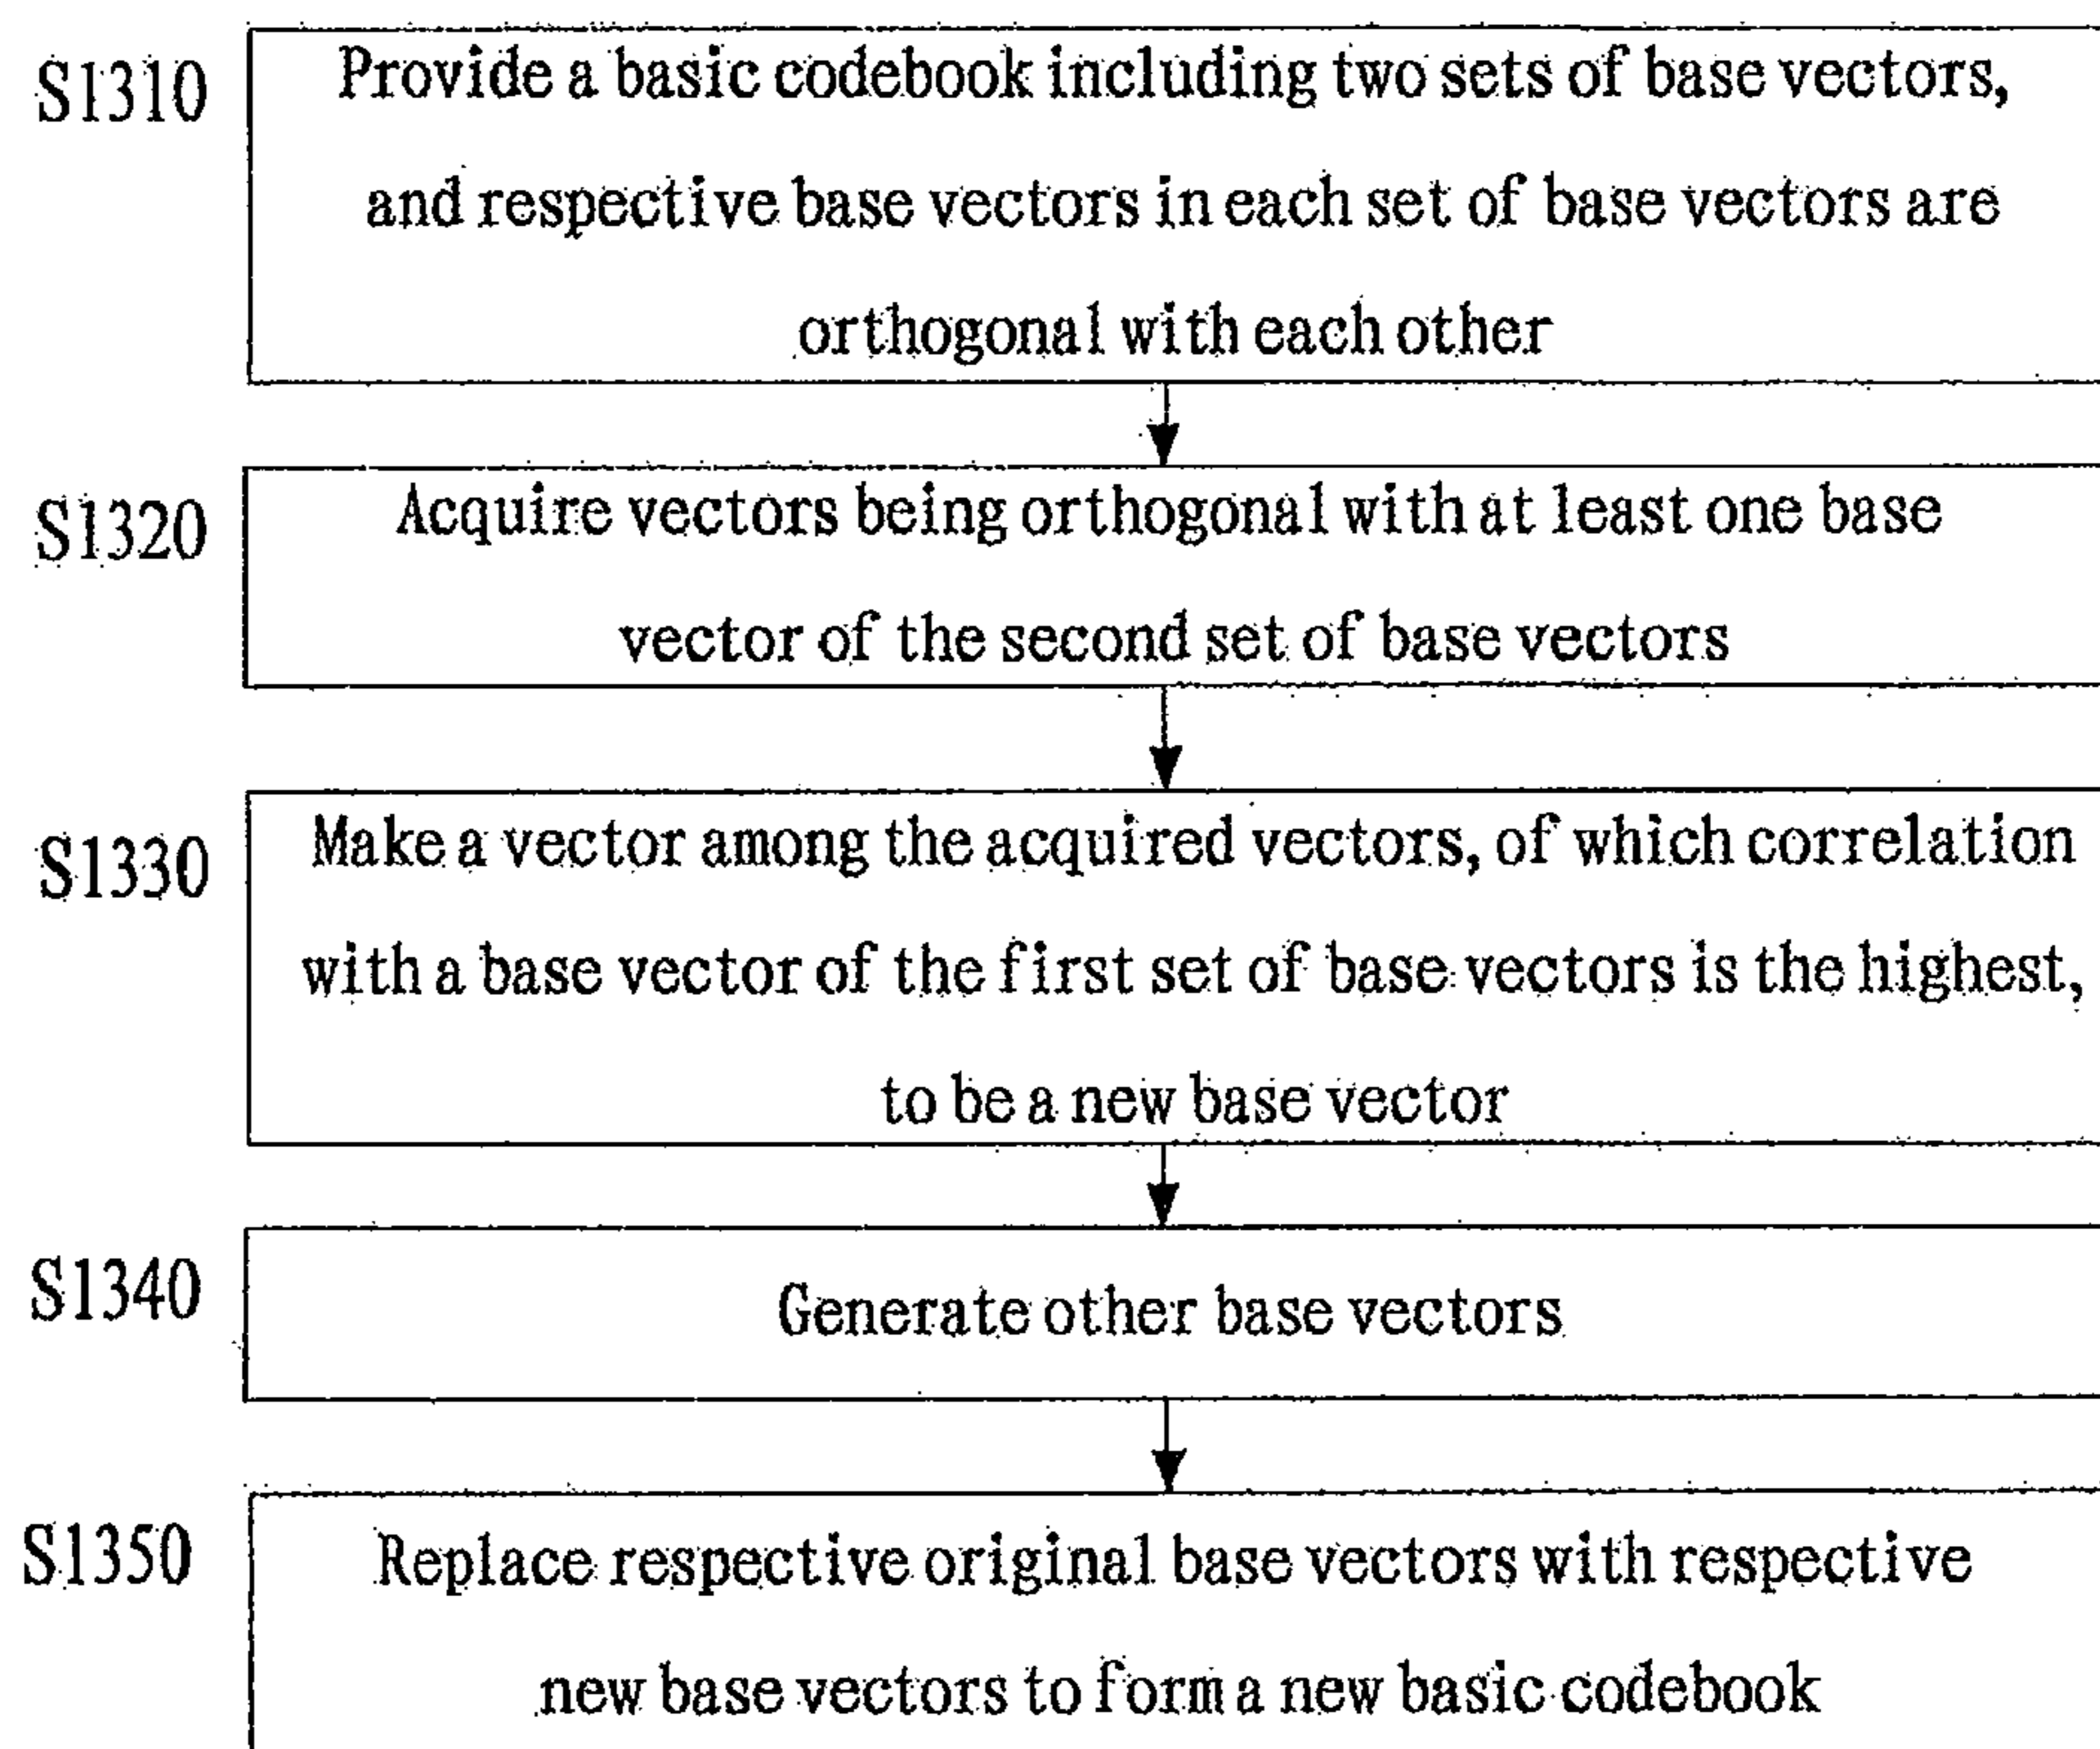 S1310
Provide a basic codebook including two sets of base vectors,
and respective base vectors in each set of base vectors are
orthogonal with each other
S1320
Acquire vectors being orthogonal with at least one base
vector of the second set of base vectors
S1330
Make a vector among the acquired vectors, of which correlation
with a base vector of the first set of base vectors is the highest,
to be a new base vector
S1340
Generate other base vectors
S1350
Replace respective original base vectors with respective
new base vectors to form a new basic codebook